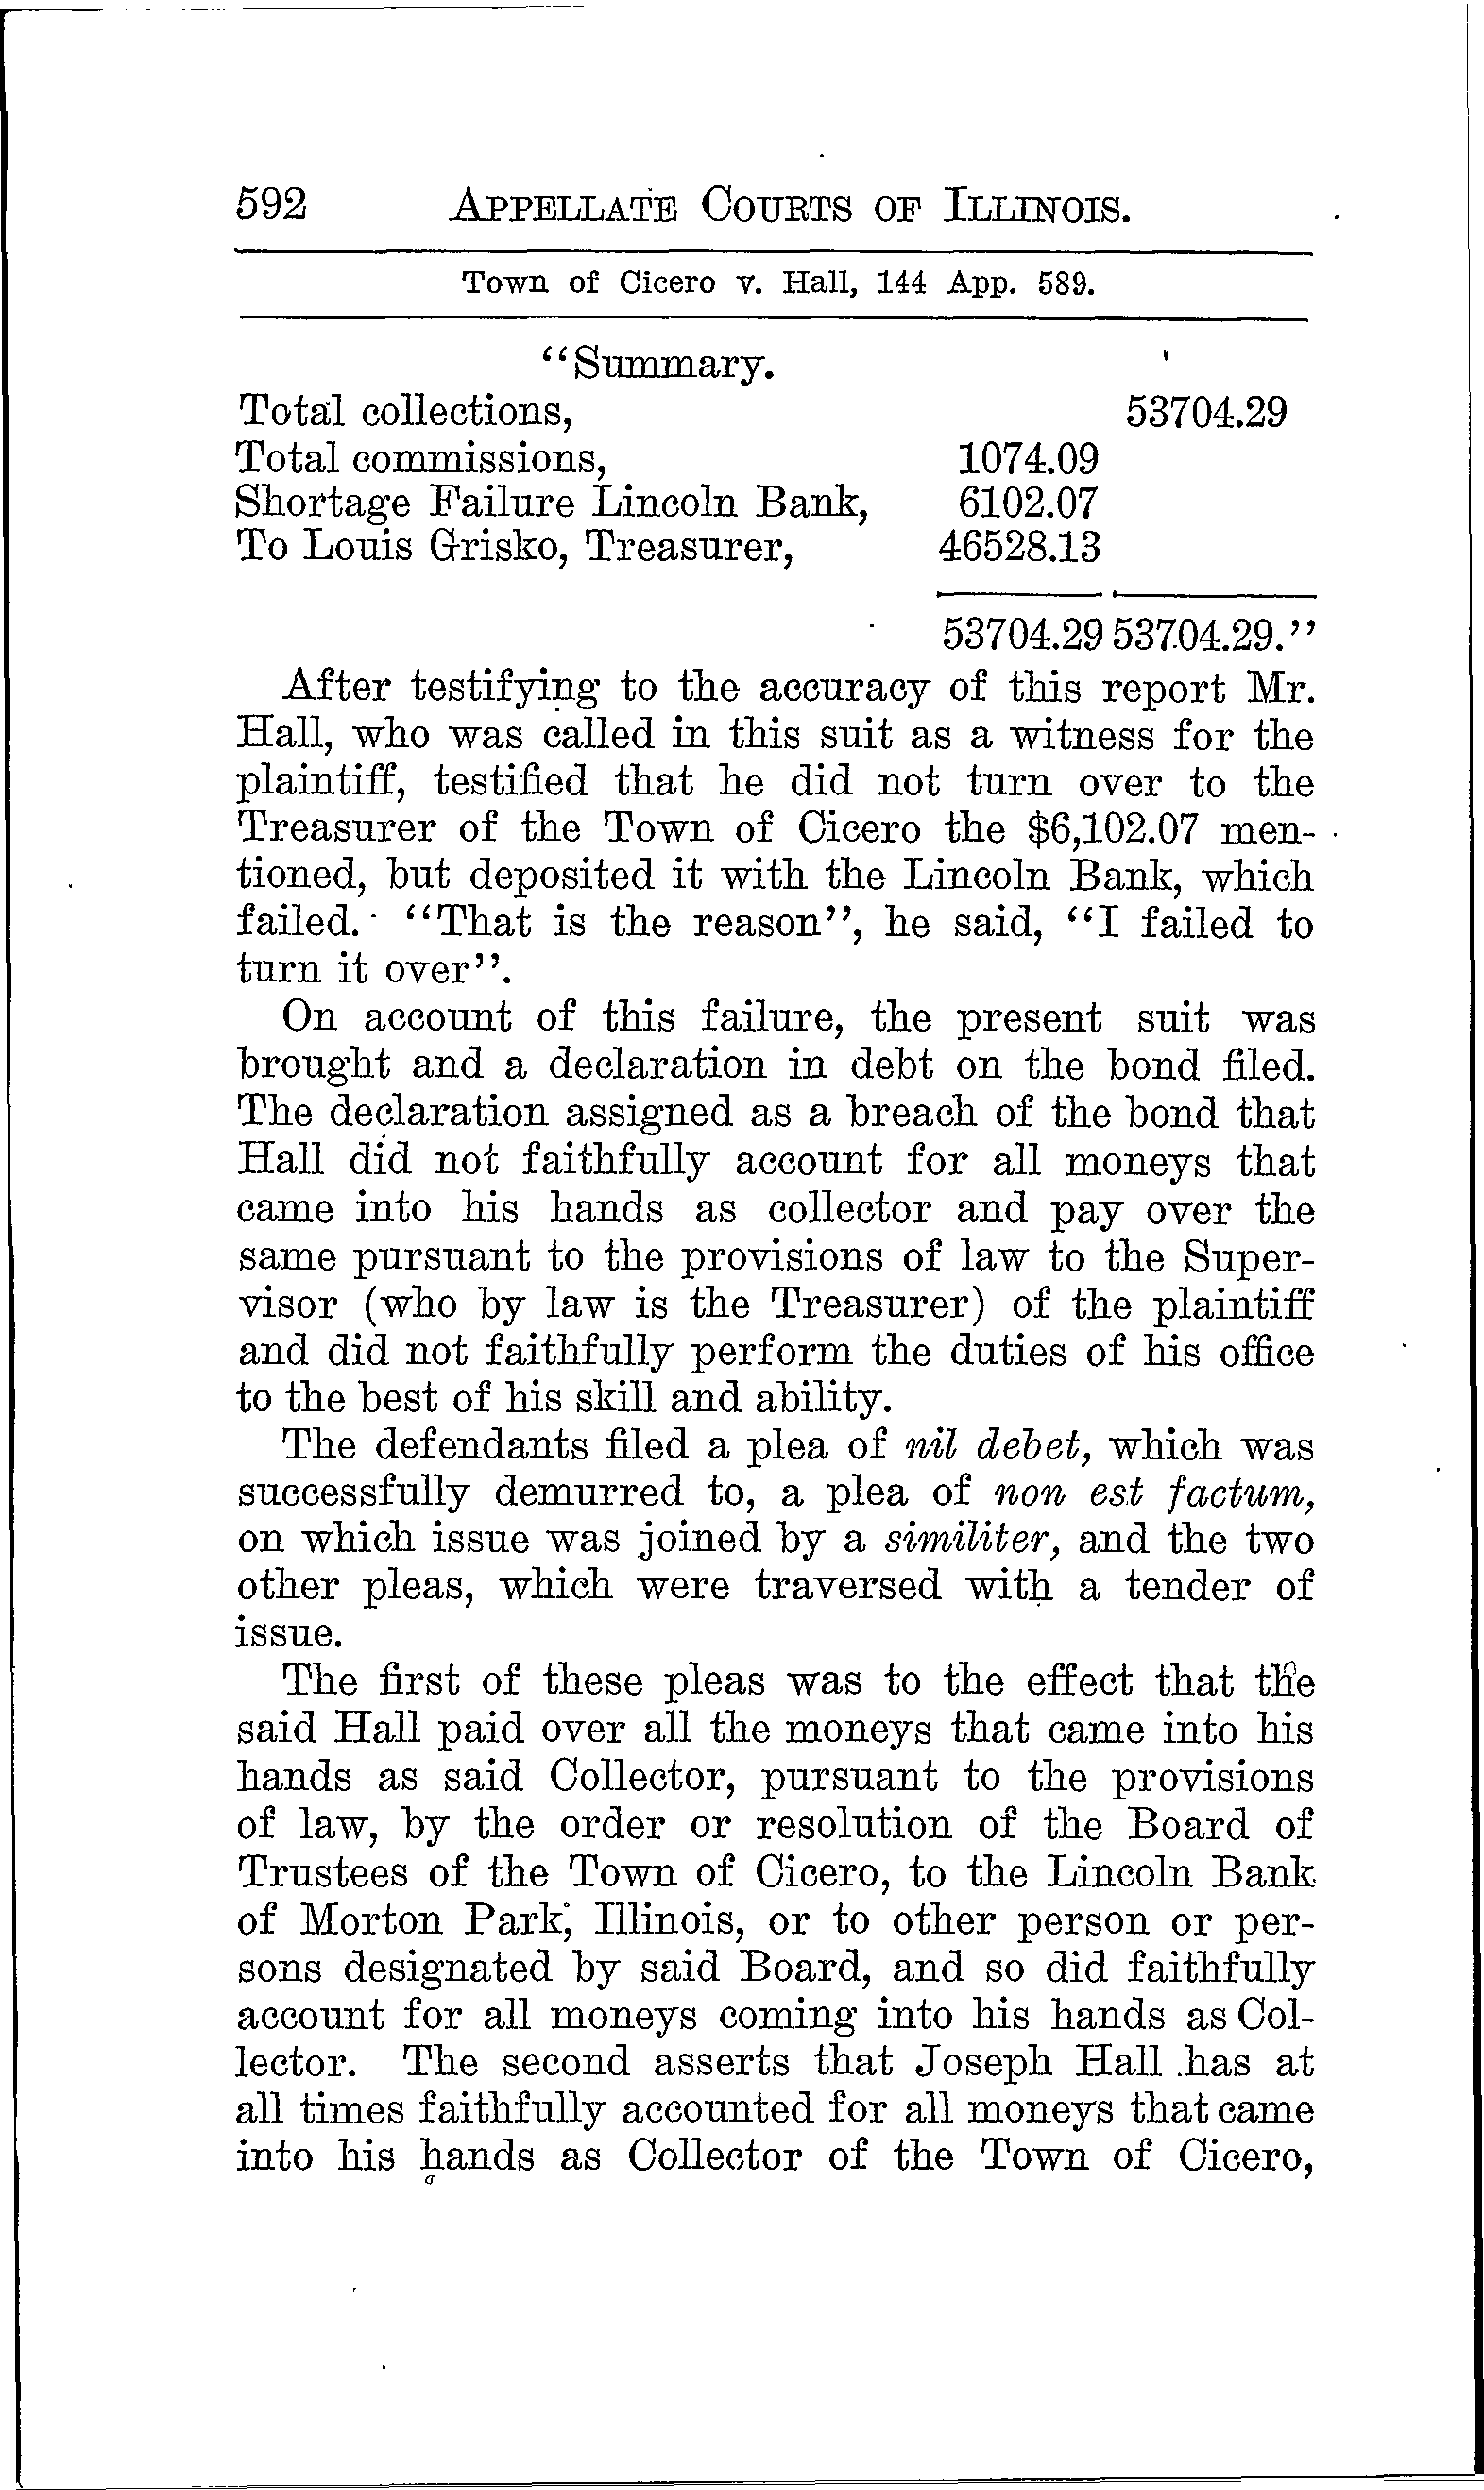 592 APPELLATE COURTS OF ILLINOIS.
Town of Cicero v. Hall, 144 App. 589.
“Summary.
Total collections, 53704.29
Total commissions, 1074.09
Shortage Failure Lincoln Bank, 6102.07
To Louis Grisko, Treasurer, 46528.13
53704.29 53704.29.”
After testifying to the accuracy of this report Mr.
Hall, who was called in this suit as a witness for the
plaintiff, testified that he did not turn over to the
Treasurer of the Town of Cicero the $6,102.07 men-
tioned, but deposited it with the Lincoln Bank, which
failed. “That is the reason”, he said, “I failed to
turn it over”.
On account of this failure, the present suit was
brought and a declaration in debt on the bond filed.
The declaration assigned as a breach of the bond that
Hall did not faithfully account for all moneys that
came into his hands as collector and pay over the
same pursuant to the provisions of law to the Super-
visor (who by law is the Treasurer) of the plaintiff
and did not faithfully perform the duties of his office
to the best of his skill and ability.
The defendants filed a plea of nil debet, which was
successfully demurred to, a plea of non est factum,
on which issue was joined by a similiter, and the two
other pleas, which were traversed with a tender of
issue.
The first of these pleas was to the effect that the
said Hall paid over all the moneys that came into his
hands as said Collector, pursuant to the provisions
of law, by the order or resolution of the Board of
Trustees of the Town of Cicero, to the Lincoln Bank
of Morton Park, Illinois, or to other person or per-
sons designated by said Board, and so did faithfully
account for all moneys coming into his hands as Col-
lector. The second asserts that Joseph Hall has at
all times faithfully accounted for all moneys that came
into his hands as Collector of the Town of Cicero,